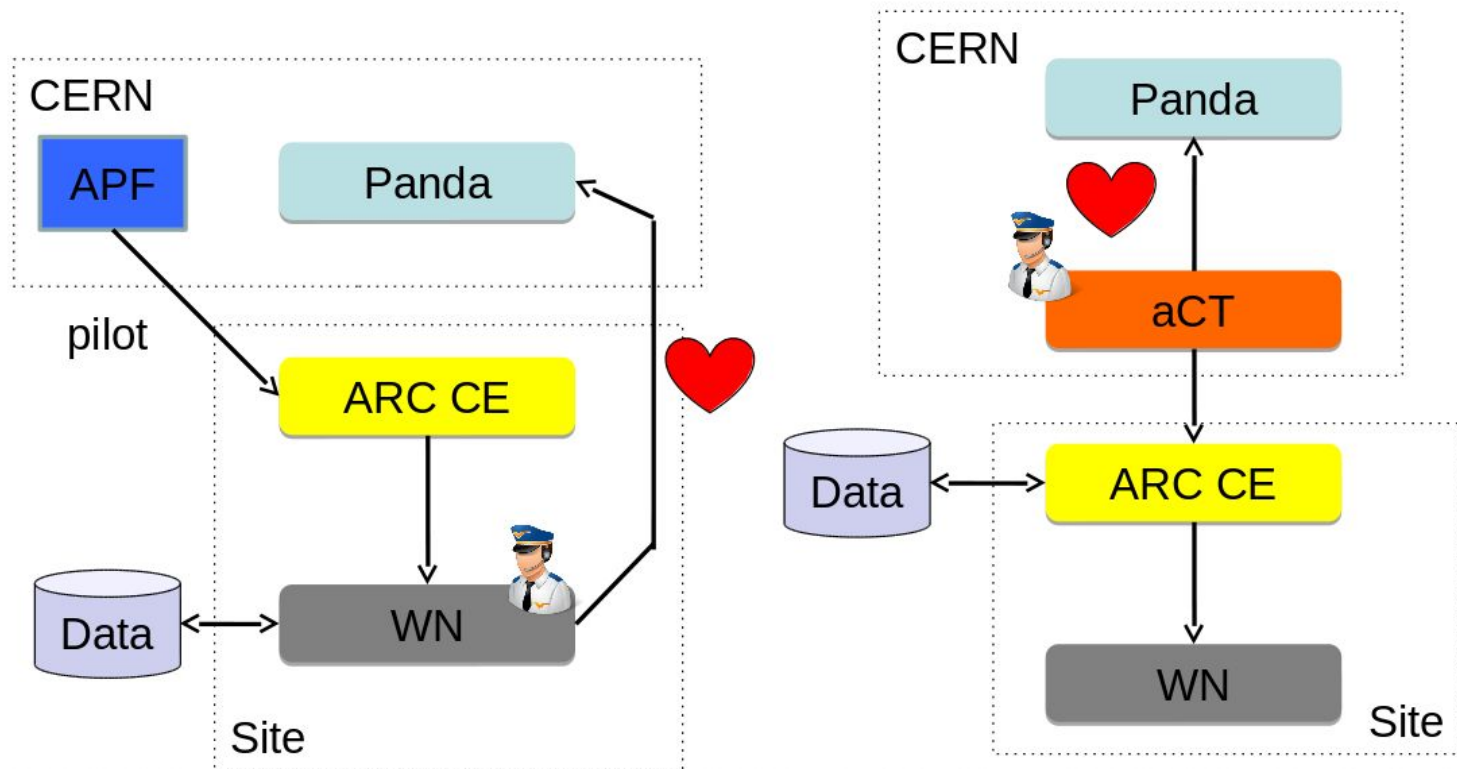 CERN
APF
Panda
pilot
ARC CE
Data
WN
Site
CERN
Panda
aCT
Data
ARC CE
WN
Site